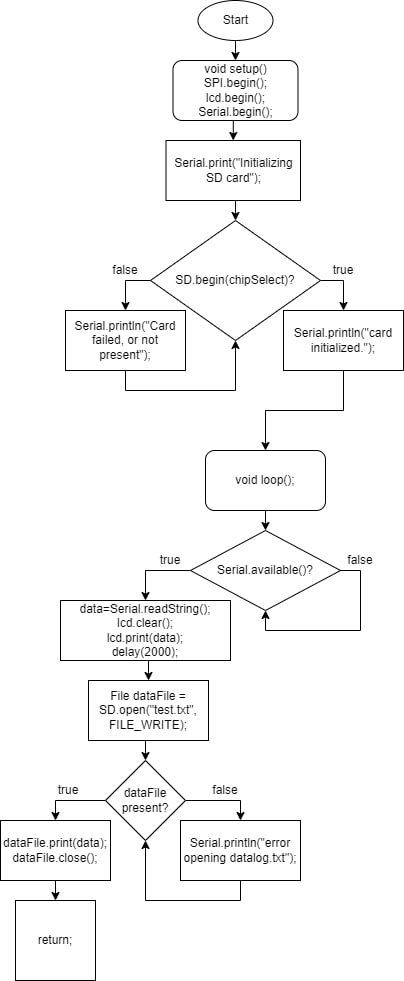 Start
void setup()
SPI.begin();
lcd.begin();
Serial.begin();
Serial.print("Initializing
SD card");
SD.begin(chipSelect)?
false
true
Serial.println("Card
failed, or not
present");
Serial.println("card
initialized.");
void loop();
Serial.available()?
true
false
data=Serial.readString();
lcd.clear();
lcd.print(data);
delay(2000);
File dataFile =
SD.open("test.txt",
FILE_WRITE);
dataFile
present?
true
false
dataFile.print(data);
dataFile.close();
Serial.println("error
opening datalog.txt");
return;